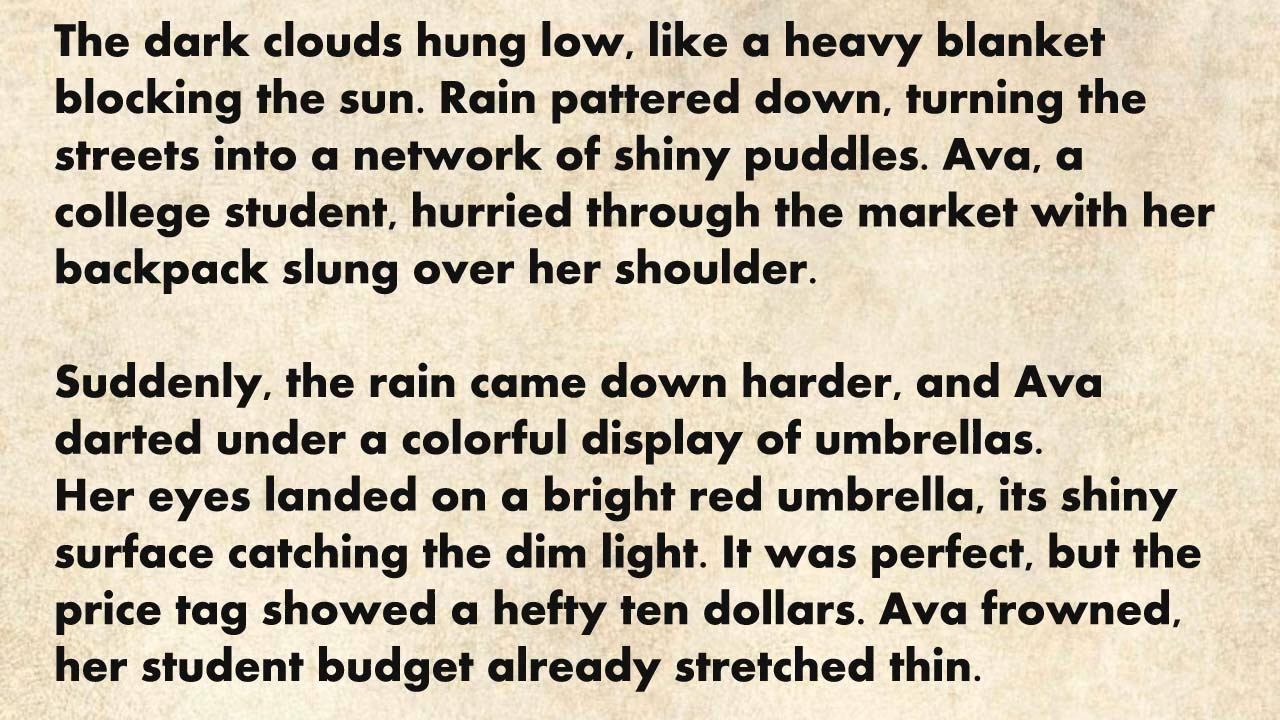 The dark clouds hung low, like a heavy blanket
blocking the sun. Rain pattered down, turning the
streets into a network of shiny puddles. Ava, a
college student, hurried through the market with her
backpack slung over her shoulder.
Suddenly, the rain came down harder, and Ava
darted under a colorful display of umbrellas.
Her eyes landed on a bright red umbrella, its shiny
surface catching the dim light. It was perfect, but the
price tag showed a hefty ten dollars. Ava frowned,
her student budget already stretched thin.